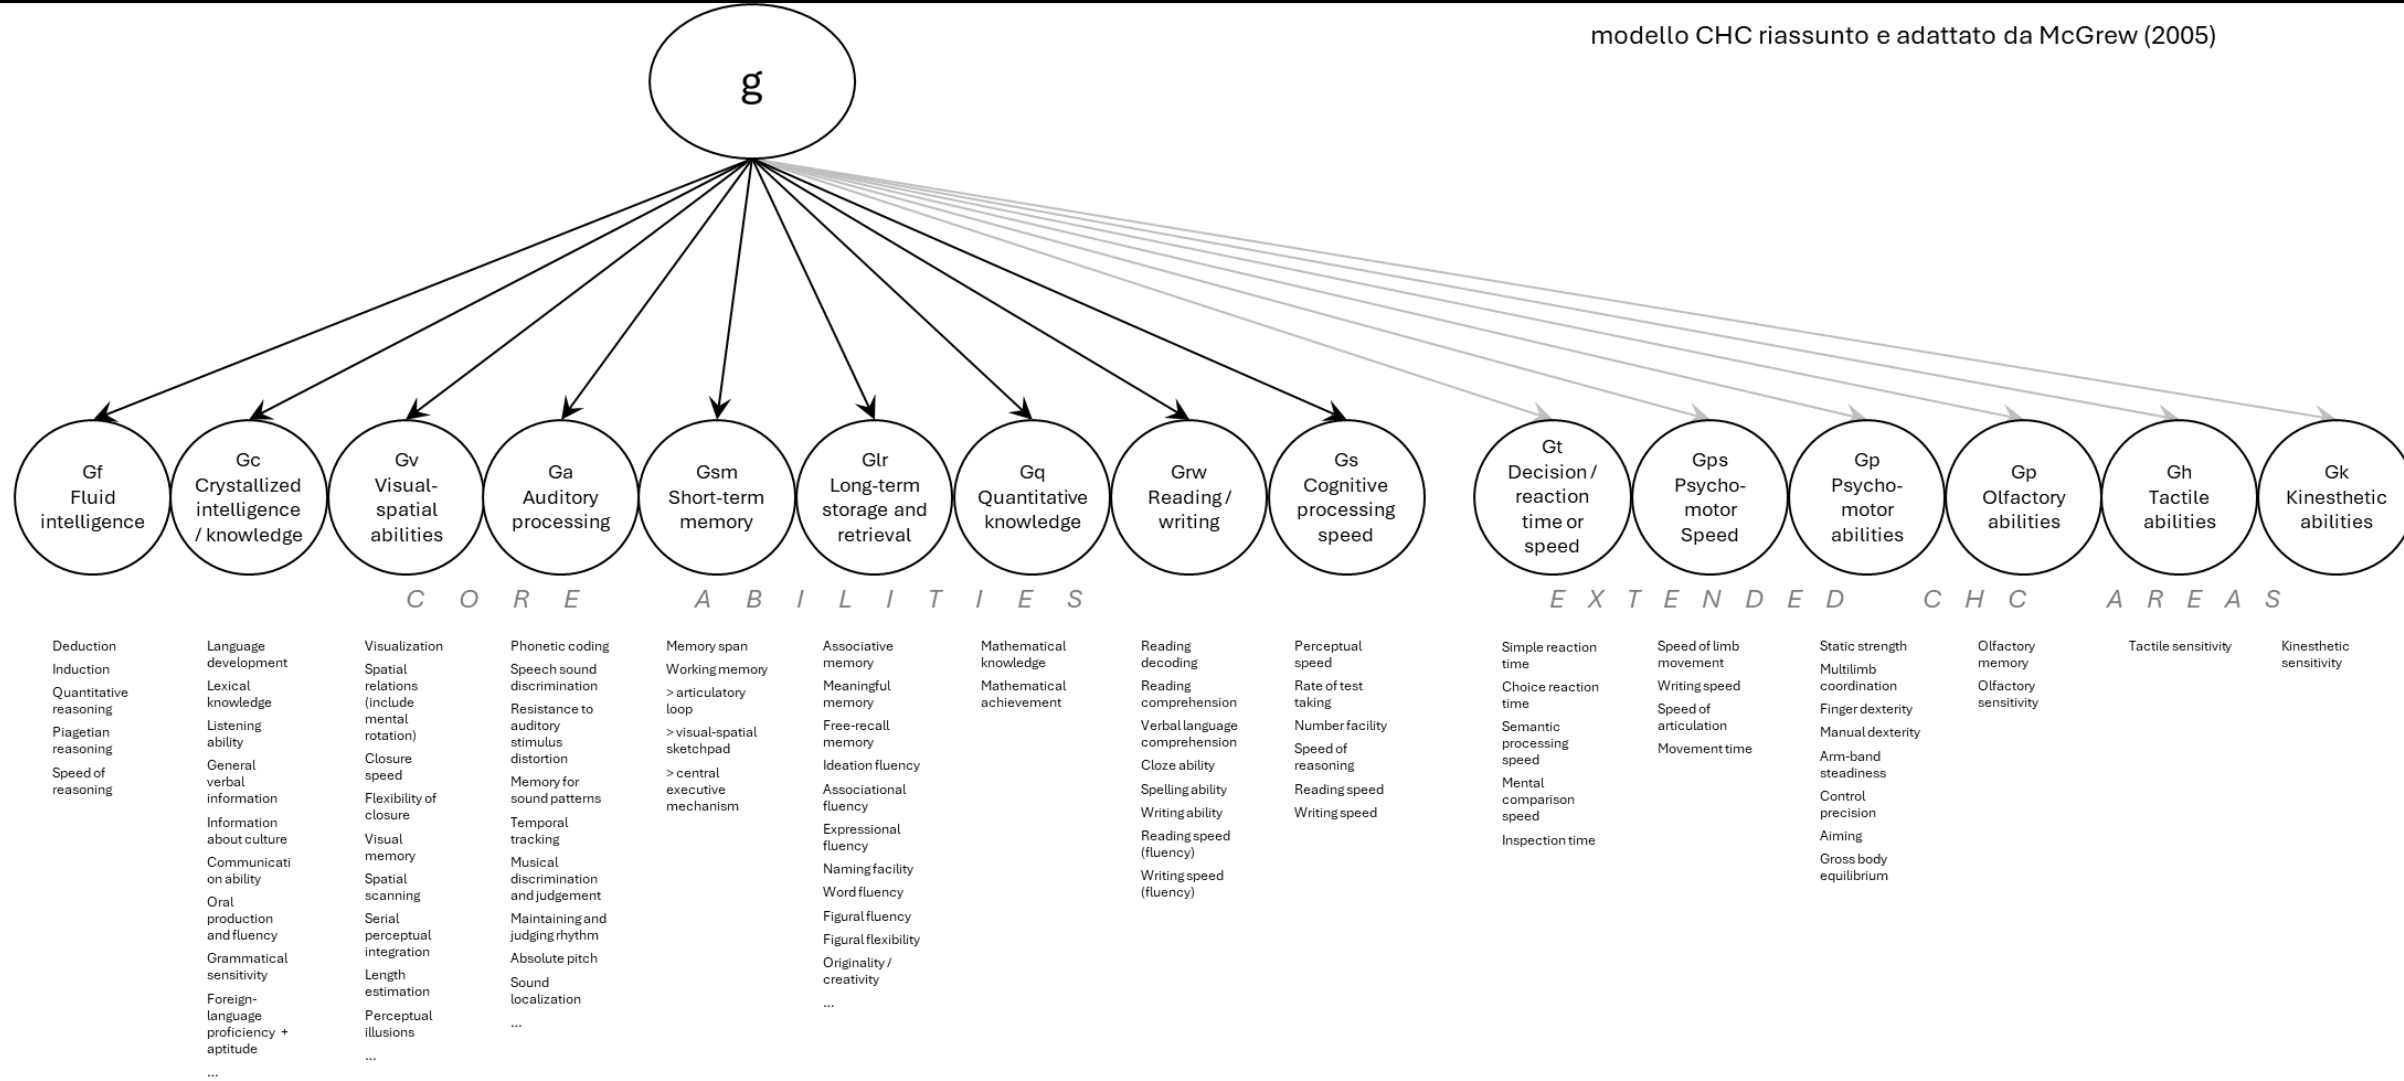 modello CHC riassunto e adattato da McGrew (2005)
g
Gf
Fluid
intelligence
Gc
Crystallized
intelligence
/ knowledge
Gv
Visual-
spatial
abilities
Ga
Auditory
processing
Gsm
Short-term
memory
Glr
Long-term
storage and
retrieval
Gq
Quantitative
knowledge
Grw
Reading /
writing
Gs
Cognitive
processing
speed
Gt
Decision /
reaction
time or
speed
Gps
Psycho-
motor
Speed
Gp
Psycho-
motor
abilities
Gp
Olfactory
abilities
Gh
Tactile
abilities
Gk
Kinesthetic
abilities
CORE ABILITIES
EXTENDED CHC AREAS
Deduction
Induction
Quantitative
reasoning
Piagetian
reasoning
Speed of
reasoning
Language
development
Lexical
knowledge
Listening
ability
General
verbal
information
Information
about culture
Communicati
on ability
Oral
production
and fluency
Grammatical
sensitivity
Foreign-
language
proficiency +
aptitude
...
Visualization
Spatial
relations
(include
mental
rotation)
Closure
speed
Flexibility of
closure
Visual
memory
Spatial
scanning
Serial
perceptual
integration
Length
estimation
Perceptual
illusions
...
Phonetic coding
Speech sound
discrimination
Resistance to
auditory
stimulus
distortion
Memory for
sound patterns
Temporal
tracking
Musical
discrimination
and judgement
Maintaining and
judging rhythm
Absolute pitch
Sound
localization
...
Memory span
Working memory
> articulatory
loop
> visual-spatial
sketchpad
> central
executive
mechanism
Associative
memory
Meaningful
memory
Free-recall
memory
Ideation fluency
Associational
fluency
Expressional
fluency
Naming facility
Word fluency
Figural fluency
Figural flexibility
Originality /
creativity
...
Mathematical
knowledge
Mathematical
achievement
Reading
decoding
Reading
comprehension
Verbal language
comprehension
Cloze ability
Spelling ability
Writing ability
Reading speed
(fluency)
Writing speed
(fluency)
Perceptual
speed
Rate of test
taking
Number facility
Speed of
reasoning
Reading speed
Writing speed
Simple reaction
time
Choice reaction
time
Semantic
processing
speed
Mental
comparison
speed
Inspection time
Speed of limb
movement
Writing speed
Speed of
articulation
Movement time
Static strength
Multilimb
coordination
Finger dexterity
Manual dexterity
Arm-band
steadiness
Control
precision
Aiming
Gross body
equilibrium
Olfactory
memory
Olfactory
sensitivity
Tactile sensitivity
Kinesthetic
sensitivity